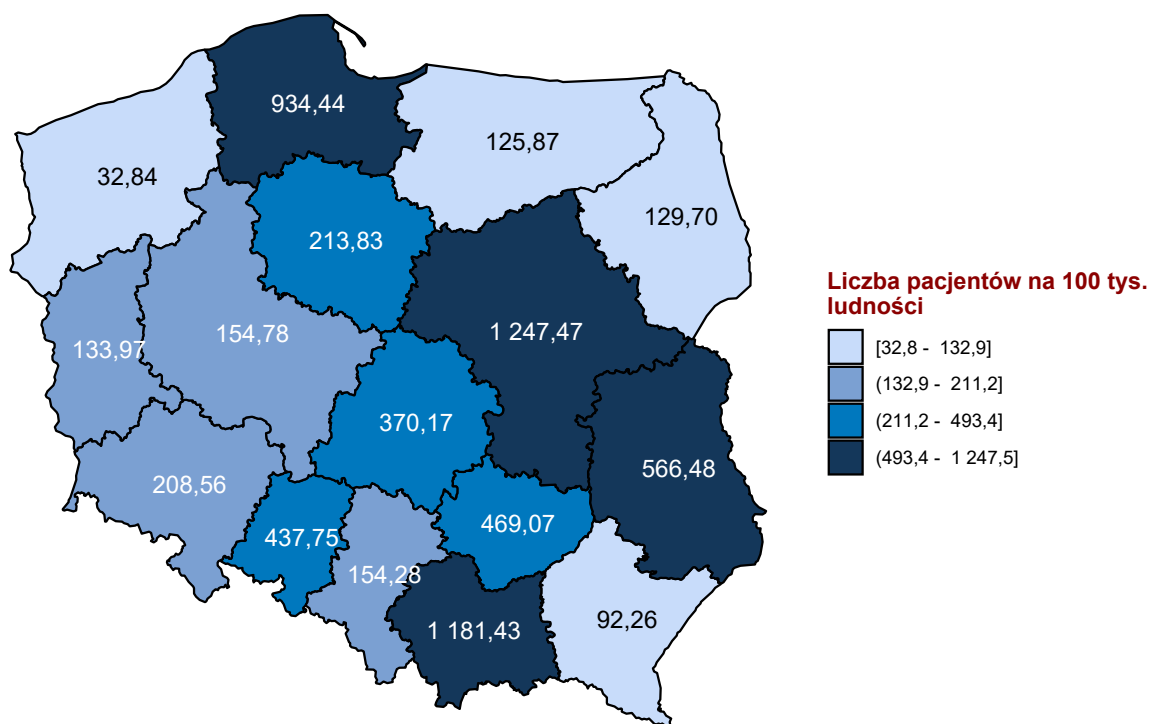 934,44
125,87
32,84
129,70
213,83
1 247,47
154,78
133,97
370,17
566,48
208,56
469,07
437,75
154,28
92,26
1 181,43
Liczba pacjentów na 100 tys.
ludności
[32,8 - 132,9]
(132,9 - 211,2]
(211,2 - 493,4]
(493,4 - 1 247,5]